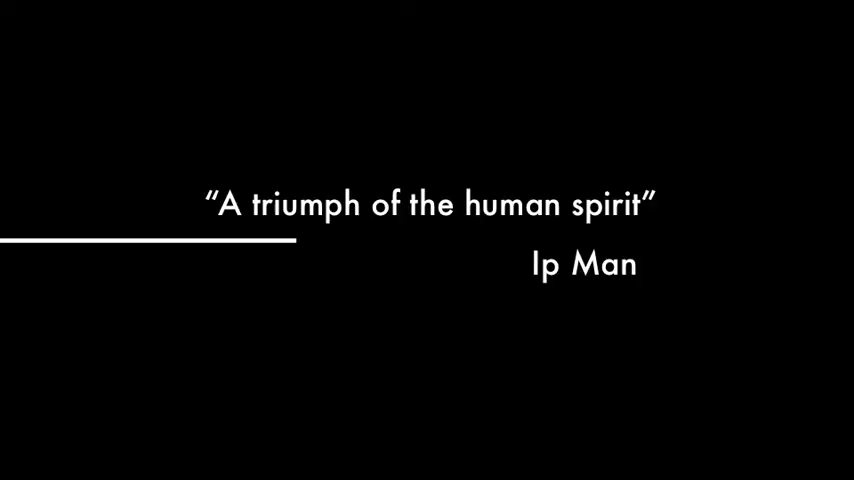 “A triumph of the human spirit”
Ip Man